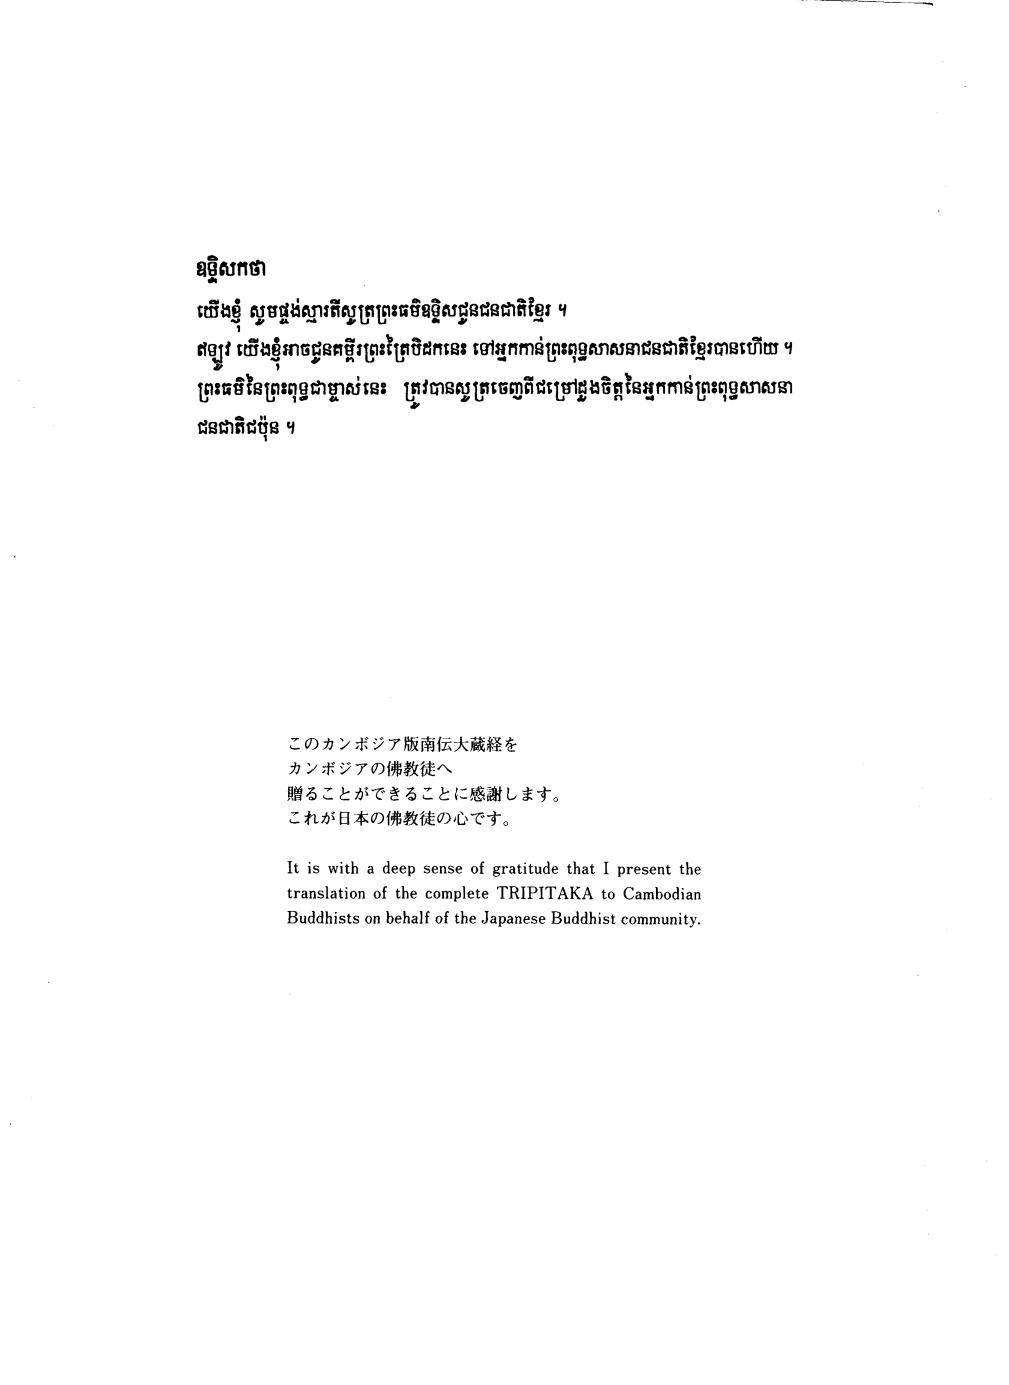 ឧទ្ទិសកថា
យើងខ្ញុំ សូមផ្ចង់ស្មារតីសូត្រព្រះធម៌ឧទ្ទិសជូនជនជាតិខ្មែរ ។
ឥឡូវ យើងខ្ញុំអាចជូនគម្ពីរព្រះត្រៃបិដកនេះ ទៅអ្នកកាន់ព្រះពុទ្ធសាសនាជនជាតិខ្មែរបានហើយ ។
ព្រះធម៌នៃព្រះពុទ្ធជាម្ចាស់នេះ ត្រូវបានសូត្រចេញពីជម្រៅដួងចិត្តនៃអ្នកកាន់ព្រះពុទ្ធសាសនា
ជនជាតិជប៉ុន ។
このカンボジア版南伝大蔵経を
カンボジアの佛教徒へ
贈ることができることに感謝します。
これが日本の佛教徒の心です。
It is with a deep sense of gratitude that I present the
translation of the complete TRIPITAKA to Cambodian
Buddhists on behalf of the Japanese Buddhist community.